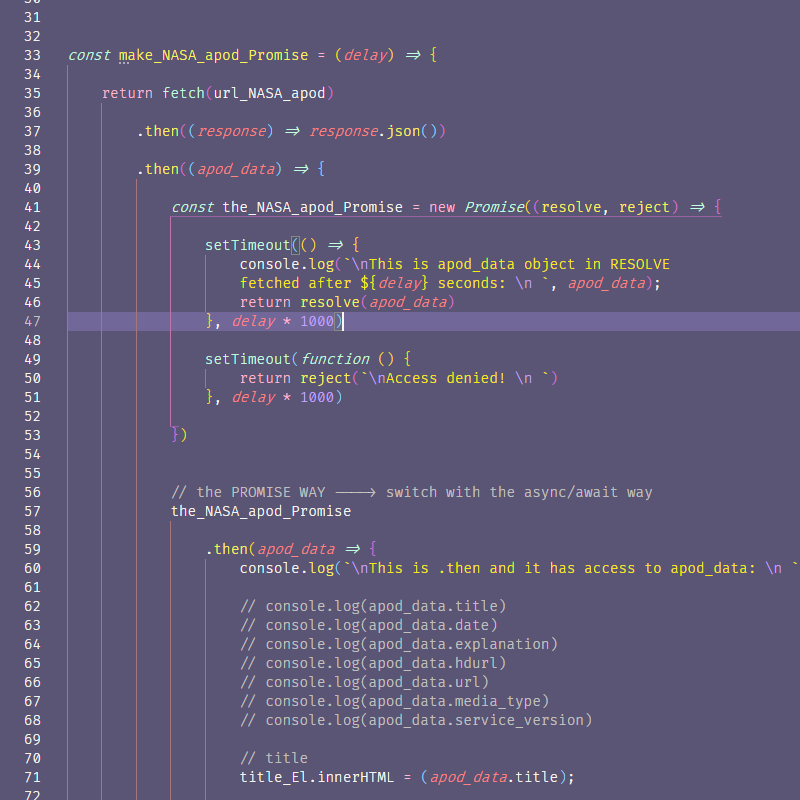 30
31
32
33 const make_NASA_apod_Promise = (delay) => {
34
35 return fetch(url_NASA_apod)
36
37 .then((response) => response.json())
38
39 .then((apod_data) => {
40
41 const the_NASA_apod_Promise = new Promise((resolve, reject) => {
42
43 setTimeout(() => {
44 console.log(`\nThis is apod_data object in RESOLVE
45 fetched after ${delay} seconds: \n `, apod_data);
46 return resolve(apod_data)
47 }, delay * 1000)
48
49 setTimeout(function () {
50 return reject(`\nAccess denied! \n `)
51 }, delay * 1000)
52
53 })
54
55
56 // the PROMISE WAY ----> switch with the async/await way
57 the_NASA_apod_Promise
58
59 .then(apod_data => {
60 console.log(`\nThis is .then and it has access to apod_data: \n `
61
62 // console.log(apod_data.title)
63 // console.log(apod_data.date)
64 // console.log(apod_data.explanation)
65 // console.log(apod_data.hdurl)
66 // console.log(apod_data.url)
67 // console.log(apod_data.media_type)
68 // console.log(apod_data.service_version)
69
70 // title
71 title_El.innerHTML = (apod_data.title);
72